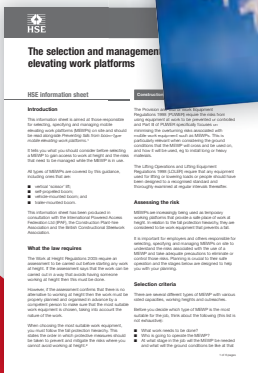 HSE
The selection and management
elevating work platforms
HSE information sheet
Construction
Introduction
This information sheet is aimed at those responsible
for selecting, specifying and managing mobile
elevating work platforms (MEWPs) on site and should
be read alongside Preventing falls from boom-type
mobile elevating work platforms.¹
It tells you what you should consider before selecting
a MEWP to gain access to work at height and the risks
that need to be managed while the MEWP is in use.
All types of MEWPs are covered by this guidance,
including ones that are:
■ vertical 'scissor' lift;
■ self-propelled boom;
■ vehicle-mounted boom; and
■ trailer-mounted boom.
This information sheet has been produced in
consultation with the International Powered Access
Federation Ltd (IPAF), the Construction Plant-hire
Association and the British Constructional Steelwork
Association.
What the law requires
The Work at Height Regulations 2005 require an
assessment to be carried out before starting any work
at height. If the assessment says that the work can be
carried out in a way that avoids having someone
working at height then this must be done.
However, if the assessment confirms that there is no
alternative to working at height then the work must be
properly planned and organised in advance by a
competent person to make sure that the most suitable
work equipment is chosen, taking into account the
nature of the work.
When choosing the most suitable work equipment,
you must follow the fall protection hierarchy. This
states the order in which protective measures should
be taken to prevent and mitigate the risks where you
cannot avoid working at height.²
The Provision and Use of Work Equipment
Regulations 1998 (PUWER) require the risks from
using equipment at work to be prevented or controlled
and Part III of PUWER specifically focuses on
minimising the overturning risks associated with
mobile work equipment such as MEWPs. This is
particularly relevant when considering the ground
conditions that the MEWP will cross and be used on,
and how it will be used, eg to install long or heavy
materials.
The Lifting Operations and Lifting Equipment
Regulations 1998 (LOLER) require that any equipment
used for lifting or lowering loads or people should have
been designed to a recognised standard and
thoroughly examined at regular intervals thereafter.
Assessing the risk
MEWPs are increasingly being used as temporary
working platforms that provide a safe place of work at
height. In relation to the fall protection hierarchy, they are
considered to be work equipment that prevents a fall.
It is important for employers and others responsible for
selecting, specifying and managing MEWPs on site to
understand the risks associated with the use of a
MEWP and take adequate precautions to eliminate or
control those risks. Planning is crucial to their safe
operation and the stages below are designed to help
you with your planning.
Selection criteria
There are several different types of MEWP with various
rated capacities, working heights and outreaches.
Before you decide which type of MEWP is the most
suitable for the job, think about the following (this list is
not exhaustive):
■ What work needs to be done?
■ Who is going to operate the MEWP?
■ At what stage in the job will the MEWP be needed
and what will the ground conditions be like at that